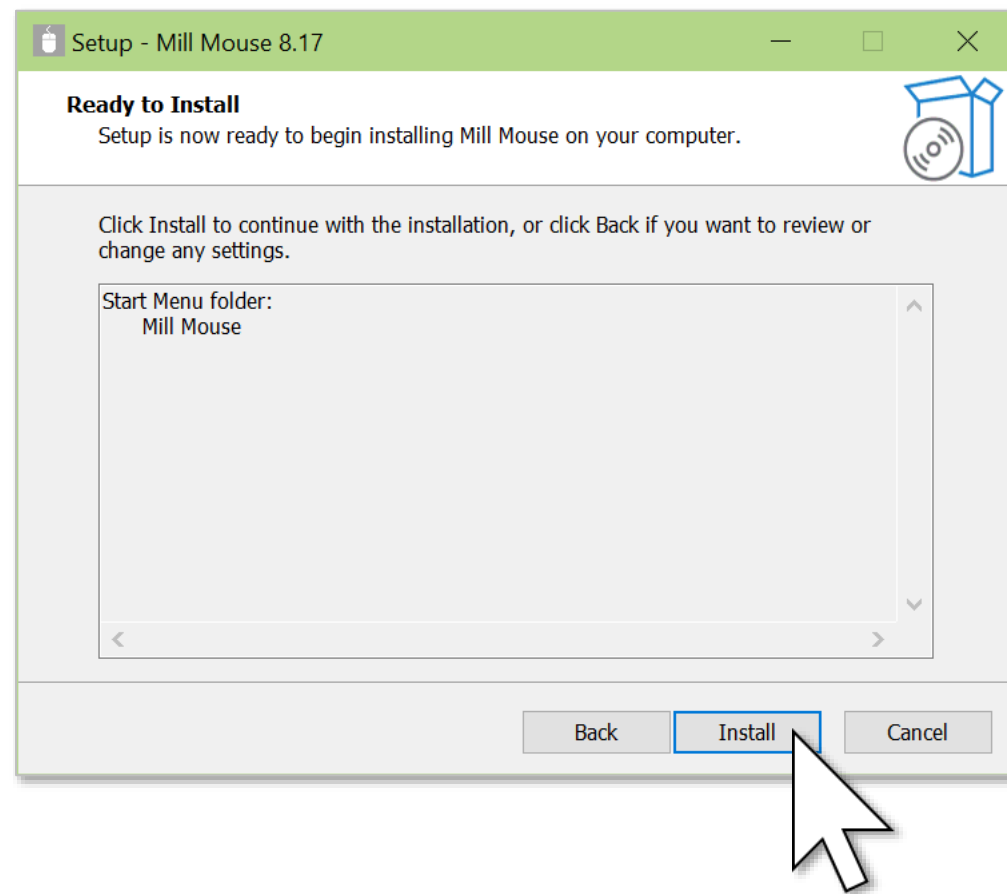 Setup - Mill Mouse 8.17
Ready to Install
Setup is now ready to begin installing Mill Mouse on your computer.
Click Install to continue with the installation, or click Back if you want to review or
change any settings.
Start Menu folder:
Mill Mouse
Back
Install
Cancel